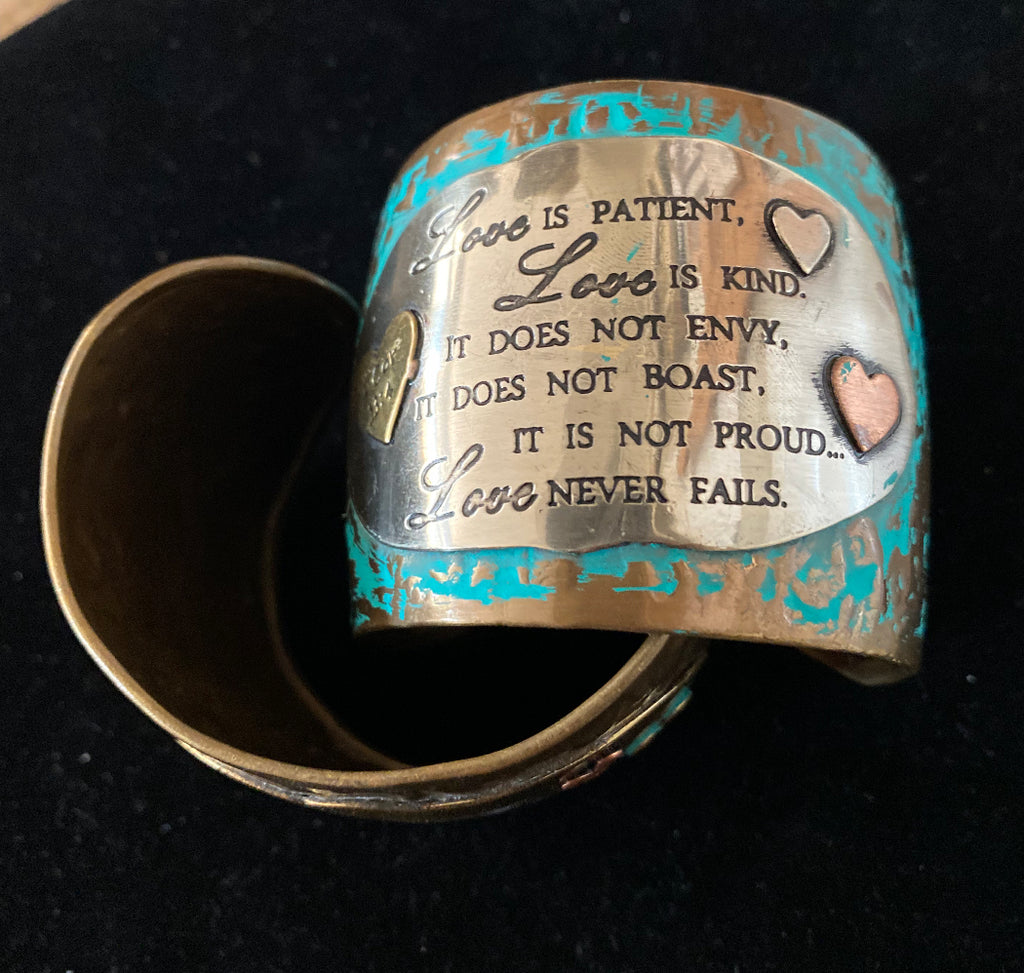 Love IS PATIENT,
Love IS KIND.
IT DOES NOT ENVY,
IT DOES NOT BOAST,
IT IS NOT PROUD...
Love NEVER FAILS.